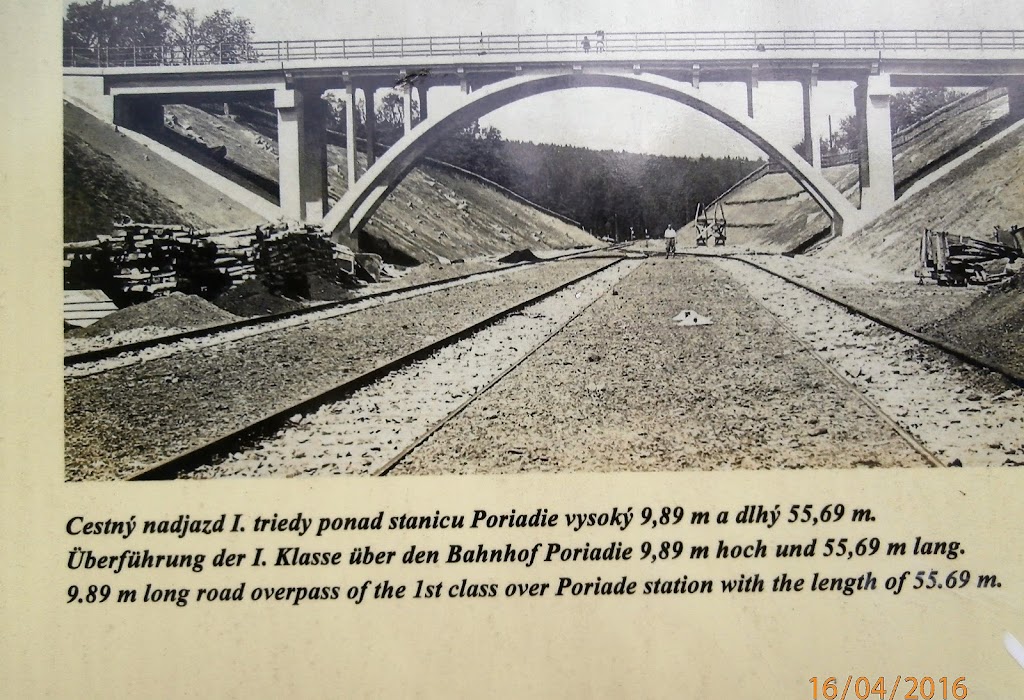 Cestný nadjazd I. triedy ponad stanicu Poriadie vysoký 9,89 m a dlhý 55,69 m.
Überführung der I. Klasse über den Bahnhof Poriadie 9,89 m hoch und 55,69 m lang.
9.89 m long road overpass of the 1st class over Poriade station with the length of 55.69 m.
16/04/2016